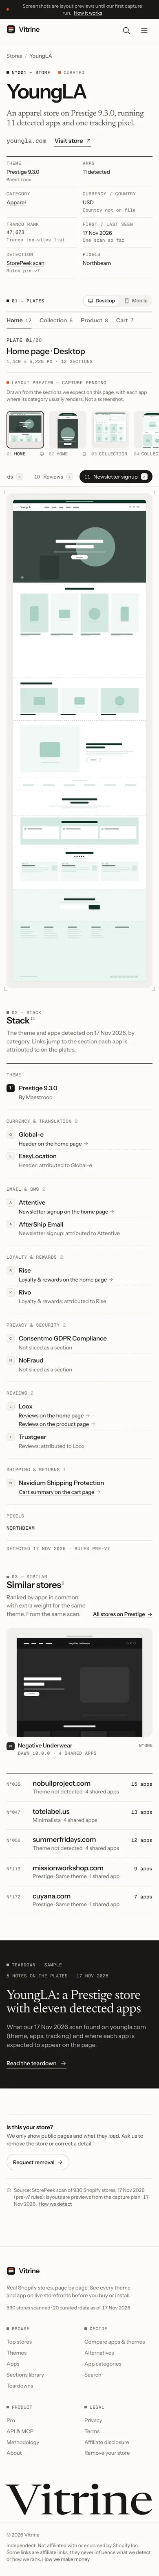 Screenshots are layout previews until our first capture
run. How it works
Vitrine
Stores / YoungLA
N°001 — STORE CURATED
YoungLA
An apparel store on Prestige 9.3.0, running
11 detected apps and one tracking pixel.
youngla.com Visit store ↗
THEME
Prestige 9.3.0
Maestrooo
APPS
11 detected
CATEGORY
Apparel
CURRENCY / COUNTRY
USD
Country not on file
TRANCO RANK
47,673
Tranco top-sites list
FIRST / LAST SEEN
17 Nov 2026
One scan so far
DETECTION
StorePeek scan
Rules pre-v7
PIXELS
Northbeam
01 — PLATES
Desktop Mobile
Home 12 Collection 6 Product 8 Cart 7
PLATE 01/66
Home page · Desktop
1,440 × 5,226 PX · 12 SECTIONS
LAYOUT PREVIEW — CAPTURE PENDING
Drawn from the sections we expect on this page, with each app
where its category usually renders. Not a screenshot.
01 HOME 02 HOME 03 COLLECTION 04 COLLEC
ds 10 Reviews 11 Newsletter signup
02 — STACK
Stack 11
The theme and apps detected on 17 Nov 2026, by
category. Links jump to the section each app is
attributed to on the plates.
THEME
T Prestige 9.3.0
By Maestrooo
CURRENCY & TRANSLATION 2
G Global-e
Header on the home page →
E EasyLocation
Header: attributed to Global-e
EMAIL & SMS 2
A Attentive
Newsletter signup on the home page →
A AfterShip Email
Newsletter signup: attributed to Attentive
LOYALTY & REWARDS 2
R Rise
Loyalty & rewards on the home page →
R Rivo
Loyalty & rewards: attributed to Rise
PRIVACY & SECURITY 2
C Consentmo GDPR Compliance
Not sliced as a section
N NoFraud
Not sliced as a section
REVIEWS 2
L Loox
Reviews on the home page →
Reviews on the product page →
T Trustgear
Reviews: attributed to Loox
SHIPPING & RETURNS 1
N Navidium Shipping Protection
Cart summary on the cart page →
PIXELS
NORTHBEAM
DETECTED 17 NOV 2026 · RULES PRE-V7
03 — SIMILAR
Similar stores 6
Ranked by apps in common,
with extra weight for the same
theme. From the same scan.
All stores on Prestige →
N Negative Underwear N°005
DAWN 10.0.0 · 4 SHARED APPS
N°035 nobullproject.com 15 apps
Theme not detected · 4 shared apps
N°047 totelabel.us 13 apps
Minimalista · 4 shared apps
N°056 summerfridays.com 12 apps
Theme not detected · 4 shared apps
N°113 missionworkshop.com 9 apps
Prestige · Same theme · 1 shared app
N°172 cuyana.com 7 apps
Prestige · Same theme · 1 shared app
TEARDOWN · SAMPLE
5 NOTES ON THE PLATES · 17 NOV 2026
YoungLA: a Prestige store
with eleven detected apps
What our 17 Nov 2026 scan found on youngla.com
(theme, apps, tracking) and where each app is
expected to appear on the page.
Read the teardown →
Is this your store?
We only show public pages and what they load. Ask us to
remove the store or correct a detail.
Request removal →
Source: StorePeek scan of 930 Shopify stores, 17 Nov 2026
(pre-v7 rules); layouts are previews from the capture plan · 17
Nov 2026. How we detect
Vitrine
Real Shopify stores, page by page. See every theme
and app on live storefronts before you buy or install.
930 stores scanned · 20 curated · data as of 17 Nov 2026
BROWSE
Top stores
Themes
Apps
Sections library
Teardowns
DECIDE
Compare apps & themes
Alternatives
App categories
Search
PRODUCT
Pro
API & MCP
Methodology
About
LEGAL
Privacy
Terms
Affiliate disclosure
Remove your store
Vitrine
© 2026 Vitrine
Independent. Not affiliated with or endorsed by Shopify Inc.
Some links are affiliate links; they never influence what we detect
or how we rank. How we make money